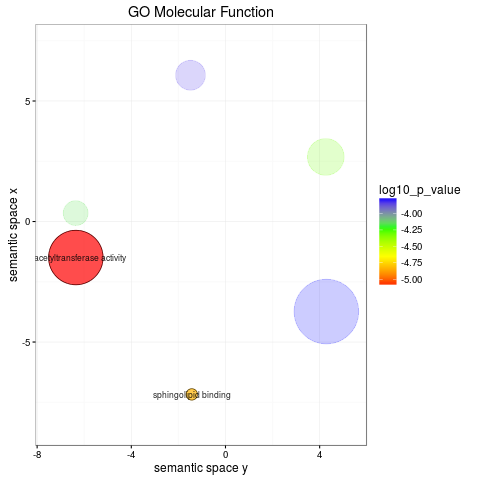 GO Molecular Function
log10_p_value
-4.00
-4.25
-4.50
-4.75
-5.00
5
0
-5
semantic space x
acetyltransferase activity
sphingolipid binding
-8
-4
0
4
semantic space y